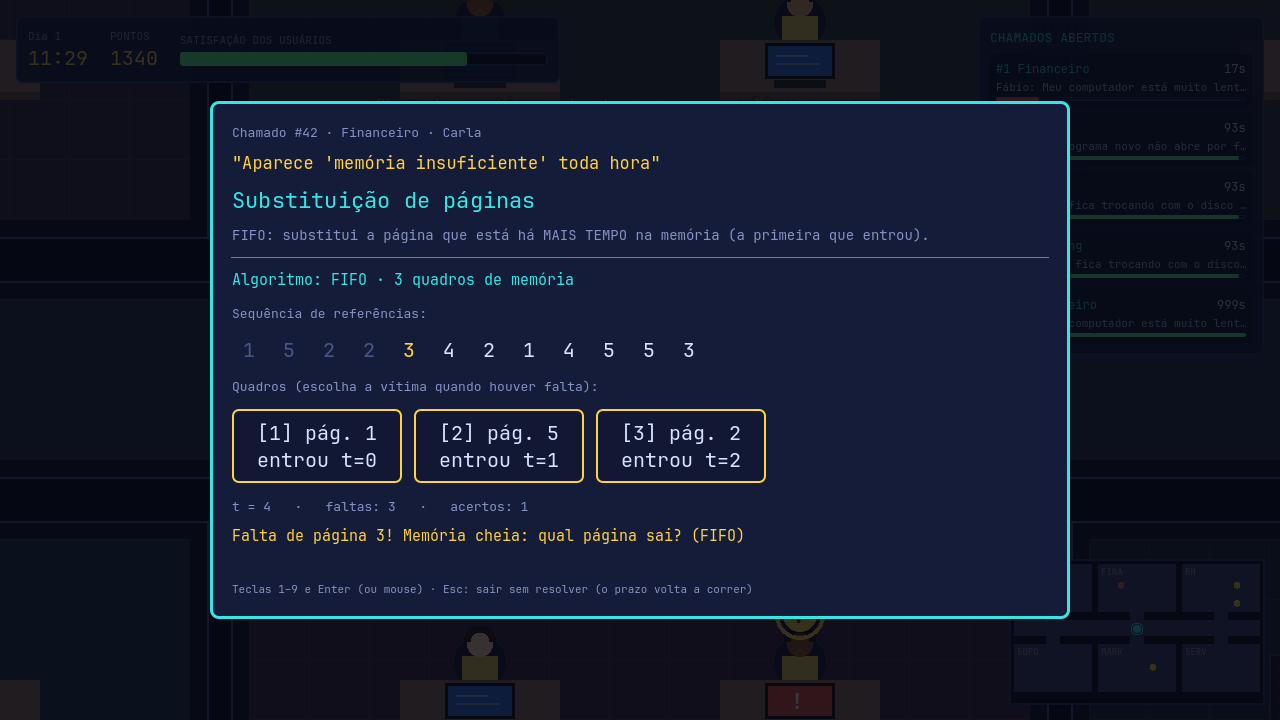 Dia 1
PONTOS
SATISFAÇÃO DOS USUÁRIOS
11:29
1340
CHAMADOS ABERTOS
#1 Financeiro 17s
Fábio: Meu computador está muito lent…
93s
ograma novo não abre por f…
93s
fica trocando com o disco …
ng 93s
fica trocando com o disco…
eiro 999s
computador está muito lent…
Chamado #42 · Financeiro · Carla
"Aparece 'memória insuficiente' toda hora"
Substituição de páginas
FIFO: substitui a página que está há MAIS TEMPO na memória (a primeira que entrou).
Algoritmo: FIFO · 3 quadros de memória
Sequência de referências:
1 5 2 2 3 4 2 1 4 5 5 3
Quadros (escolha a vítima quando houver falta):
[1] pág. 1
entrou t=0
[2] pág. 5
entrou t=1
[3] pág. 2
entrou t=2
t = 4 · faltas: 3 · acertos: 1
Falta de página 3! Memória cheia: qual página sai? (FIFO)
Teclas 1-9 e Enter (ou mouse) · Esc: sair sem resolver (o prazo volta a correr)
FINA
RH
SUPO
MARK
SERV
!